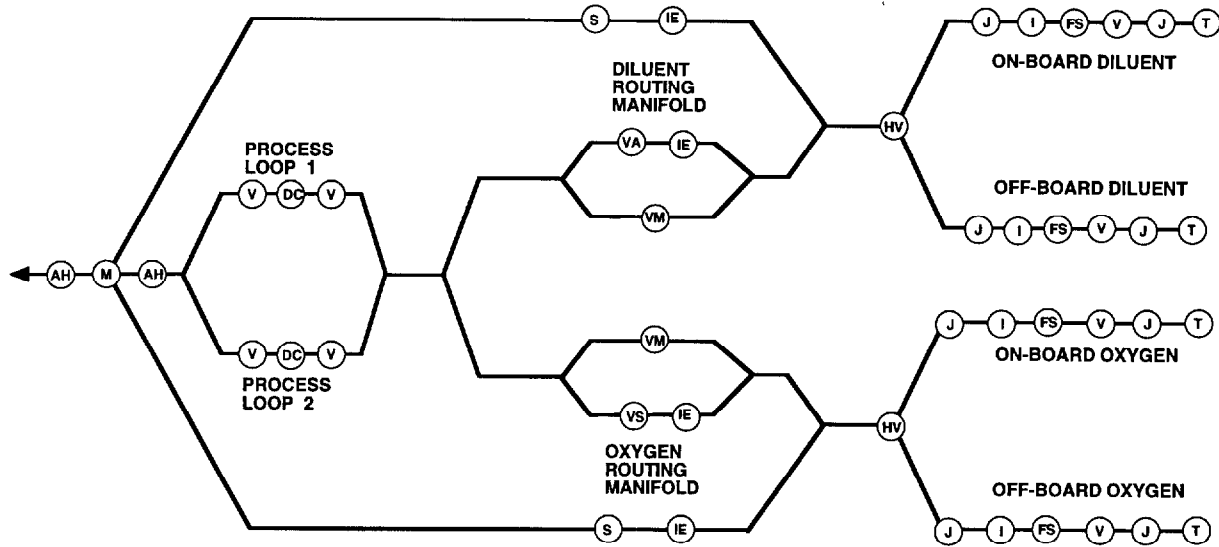 S IE
J I FS V J T
ON-BOARD DILUENT
DILUENT
ROUTING
MANIFOLD
HV
VA IE
PROCESS
LOOP 1
V DC V
OFF-BOARD DILUENT
VM
J I FS V J T
AH M AH
J I FS V J T
VM
ON-BOARD OXYGEN
V DC V
PROCESS
LOOP 2
VS IE
HV
OXYGEN
ROUTING
MANIFOLD
OFF-BOARD OXYGEN
S IE
J I FS V J T